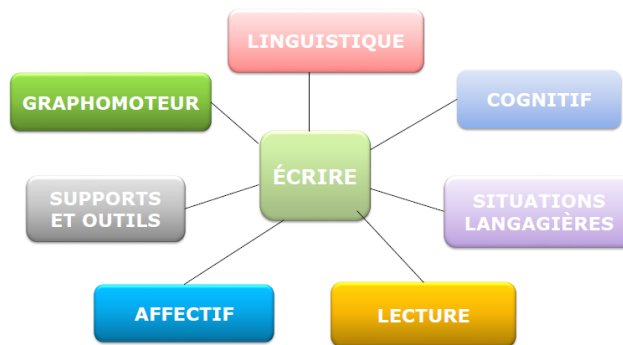 LINGUISTIQUE
GRAPHOMOTEUR
COGNITIF
ÉCRIRE
SUPPORTS
ET OUTILS
SITUATIONS
LANGAGIÈRES
AFFECTIF
LECTURE